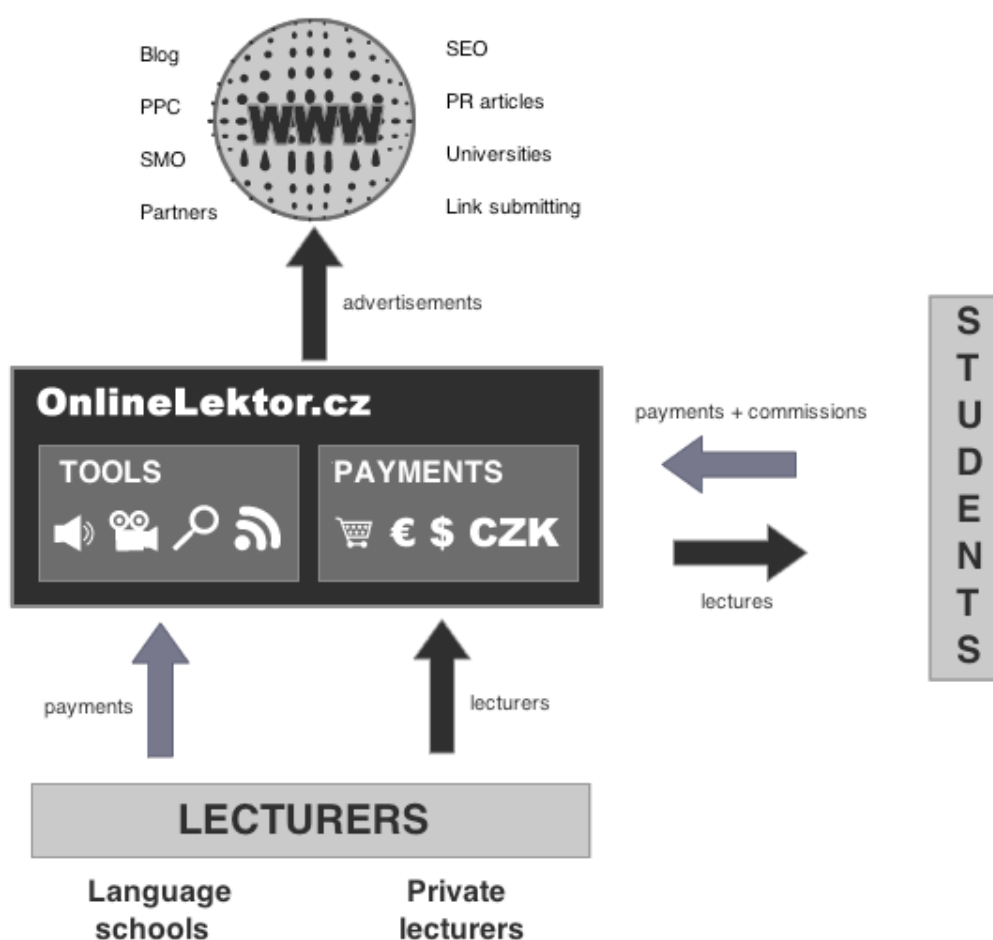 Blog
PPC
SMO
Partners
WWW
SEO
PR articles
Universities
Link submitting
advertisements
OnlineLektor.cz
TOOLS
PAYMENTS
€ $ CZK
payments + commissions
lectures
STUDENTS
payments
lecturers
LECTURERS
Language
schools
Private
lecturers